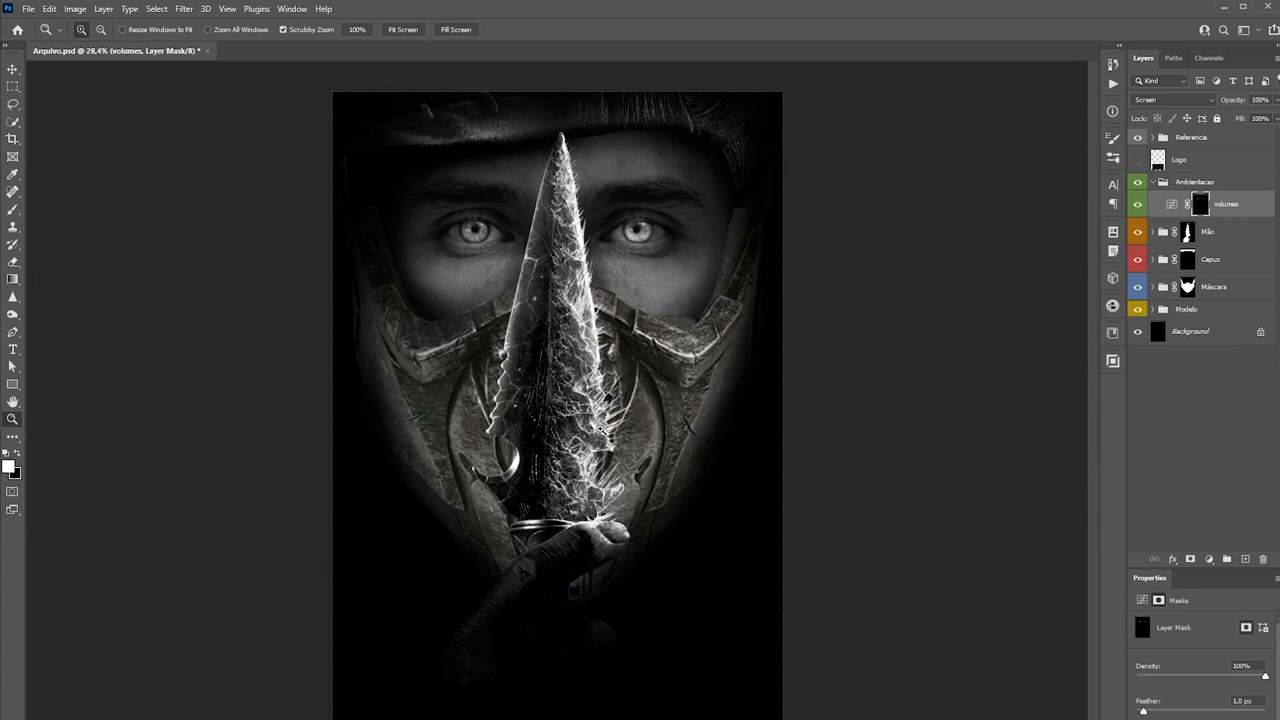 Ps File Edit Image Layer Type Select Filter 3D View Plugins Window Help
Resize Windows to Fit Zoom All Windows Scrubby Zoom 100% Fit Screen Fill Screen
Arquivo.psd @ 28,4% (volumes, Layer Mask/8) * ×
Layers Paths Channels
Kind
Screen Opacity: 100%
Lock: Fill: 100%
Referencia
Logo
Ambientacao
volumes
Mão
Capuz
Máscara
Modelo
Background
Properties
Masks
Layer Mask
Density: 100%
Feather: 1,0 px